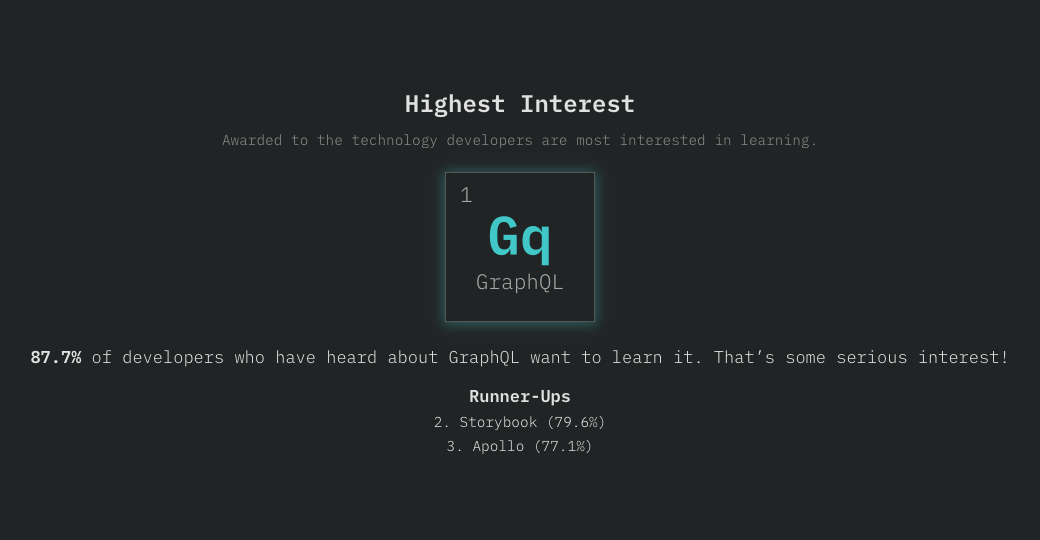 Highest Interest
Awarded to the technology developers are most interested in learning.
1
Gq
GraphQL
87.7% of developers who have heard about GraphQL want to learn it. That’s some serious interest!
Runner-Ups
2. Storybook (79.6%)
3. Apollo (77.1%)